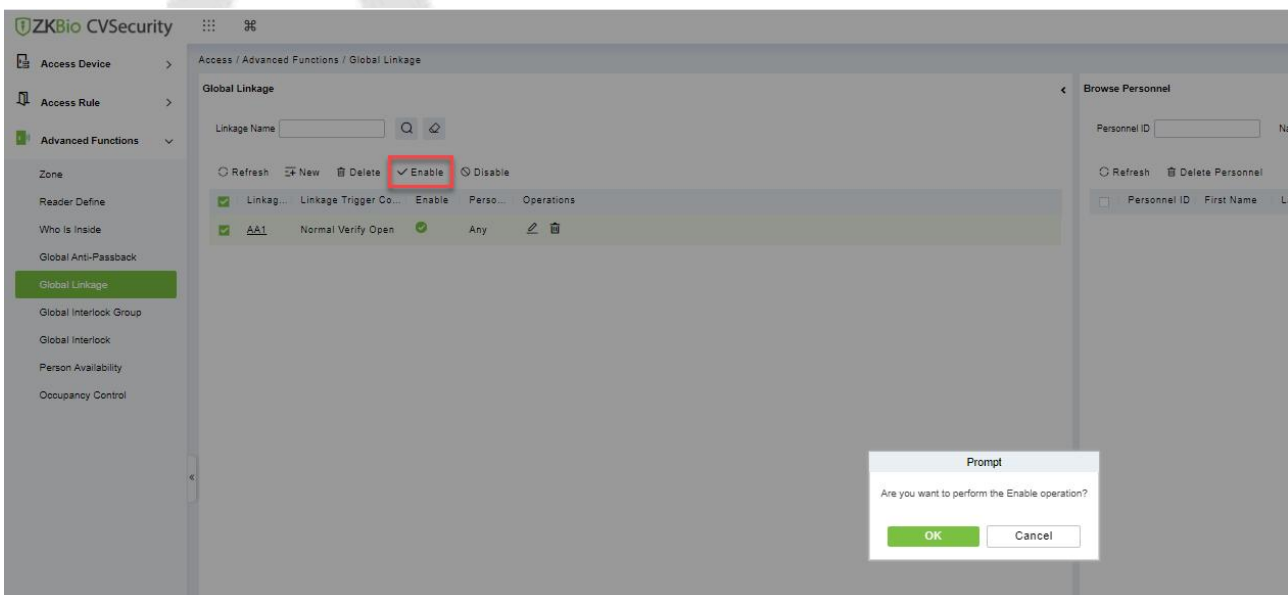 ZKBio CVSecurity
Access Device
Access Rule
Advanced Functions
Zone
Reader Define
Who Is Inside
Global Anti-Passback
Global Linkage
Global Interlock Group
Global Interlock
Person Availability
Occupancy Control
Access / Advanced Functions / Global Linkage
Global Linkage
Linkage Name
Refresh New Delete Enable Disable
Linkag... Linkage Trigger Co... Enable Perso... Operations
AA1 Normal Verify Open Any
Browse Personnel
Personnel ID Na
Refresh Delete Personnel
Personnel ID First Name L
Prompt
Are you want to perform the Enable operation?
OK Cancel